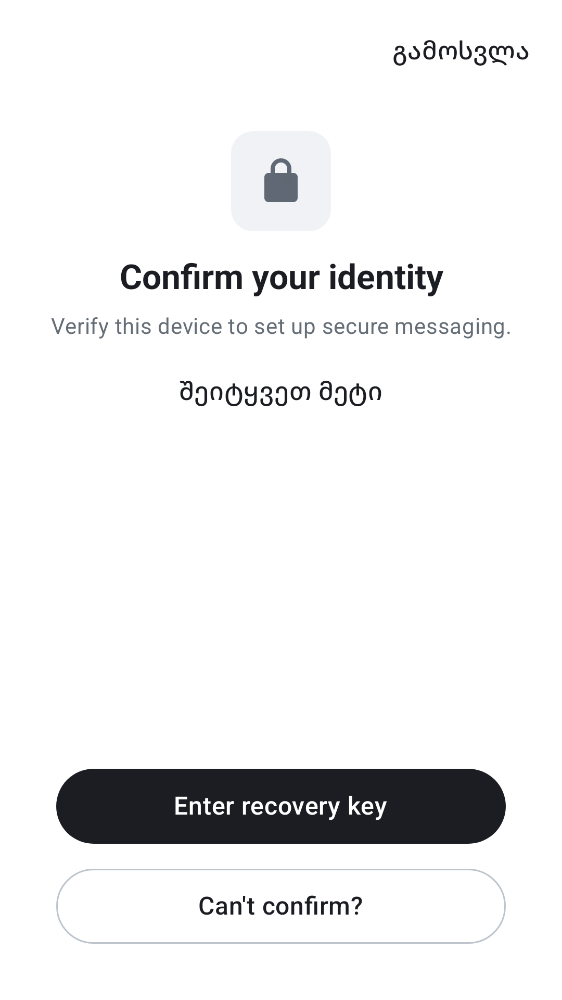 გამოსვლა
Confirm your identity
Verify this device to set up secure messaging.
შეიტყვეთ მეტი
Enter recovery key
Can't confirm?